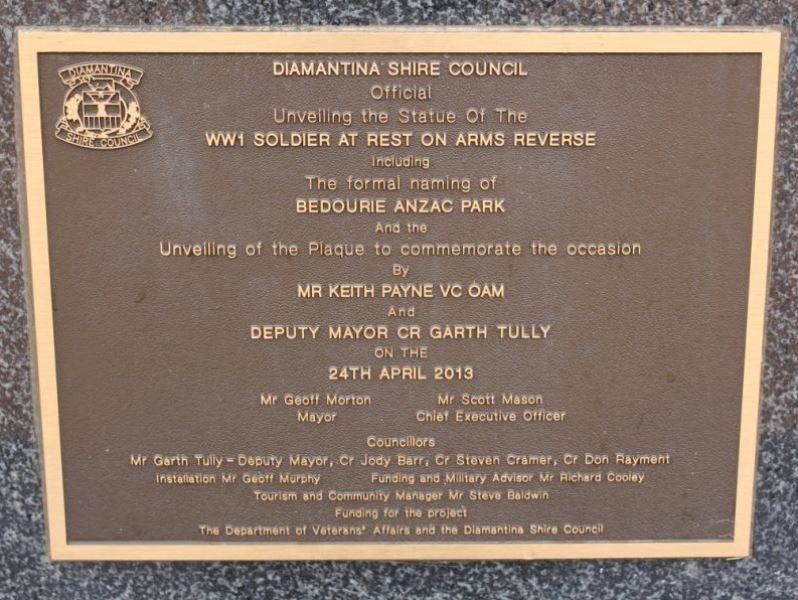 DIAMANTINA
SHIRE COUNCIL
DIAMANTINA SHIRE COUNCIL
Official
Unveiling the Statue Of The
WW1 SOLDIER AT REST ON ARMS REVERSE
Including
The formal naming of
BEDOURIE ANZAC PARK
And the
Unveiling of the Plaque to commemorate the occasion
By
MR KEITH PAYNE VC OAM
And
DEPUTY MAYOR CR GARTH TULLY
ON THE
24TH APRIL 2013
Mr Geoff Morton Mr Scott Mason
Mayor Chief Executive Officer
Councillors
Mr Garth Tully - Deputy Mayor, Cr Jody Barr, Cr Steven Cramer, Cr Don Rayment
Installation Mr Geoff Murphy Funding and Military Advisor Mr Richard Cooley
Tourism and Community Manager Mr Steve Baldwin
Funding for the project
The Department of Veterans' Affairs and the Diamantina Shire Council